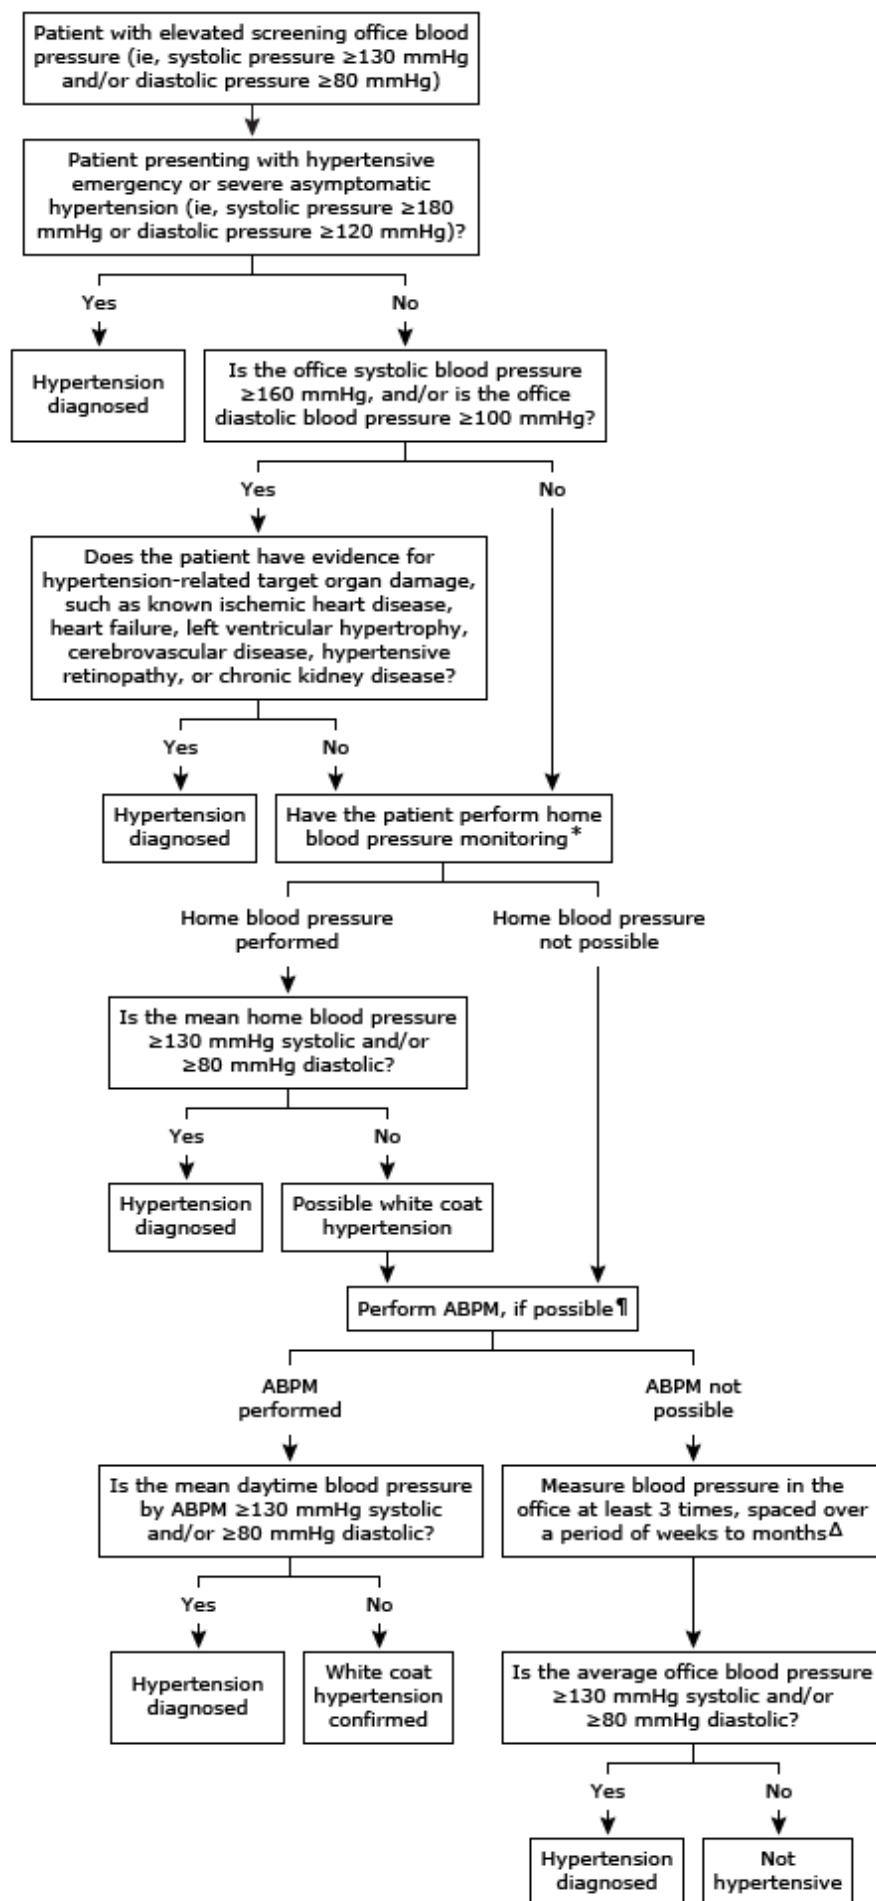 Patient with elevated screening office blood
pressure (ie, systolic pressure ≥130 mmHg
and/or diastolic pressure ≥80 mmHg)
Patient presenting with hypertensive
emergency or severe asymptomatic
hypertension (ie, systolic pressure ≥180
mmHg or diastolic pressure ≥120 mmHg)?
Yes
No
Hypertension
diagnosed
Is the office systolic blood pressure
≥160 mmHg, and/or is the office
diastolic blood pressure ≥100 mmHg?
Yes
No
Does the patient have evidence for
hypertension-related target organ damage,
such as known ischemic heart disease,
heart failure, left ventricular hypertrophy,
cerebrovascular disease, hypertensive
retinopathy, or chronic kidney disease?
Yes
No
Hypertension
diagnosed
Have the patient perform home
blood pressure monitoring*
Home blood pressure
performed
Home blood pressure
not possible
Is the mean home blood pressure
≥130 mmHg systolic and/or
≥80 mmHg diastolic?
Yes
No
Hypertension
diagnosed
Possible white coat
hypertension
Perform ABPM, if possible¶
ABPM
performed
ABPM not
possible
Is the mean daytime blood pressure
by ABPM ≥130 mmHg systolic
and/or ≥80 mmHg diastolic?
Measure blood pressure in the
office at least 3 times, spaced over
a period of weeks to monthsΔ
Yes
No
Hypertension
diagnosed
White coat
hypertension
confirmed
Is the average office blood pressure
≥130 mmHg systolic and/or
≥80 mmHg diastolic?
Yes
No
Hypertension
diagnosed
Not
hypertensive